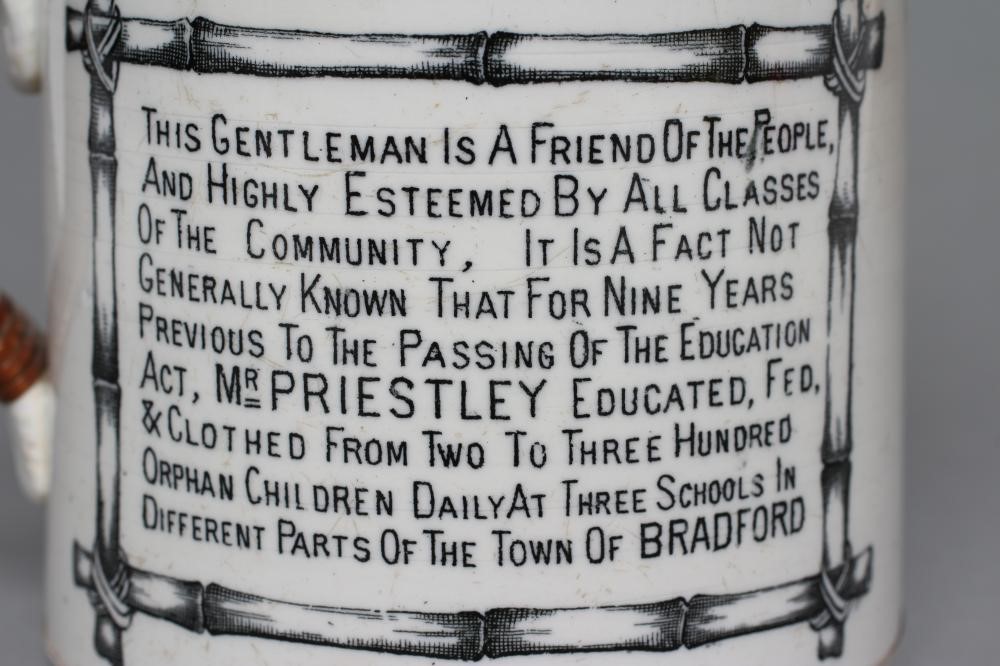 This Gentleman Is A Friend Of The People,
And Highly Esteemed By All Classes
Of The Community, It Is A Fact Not
Generally Known That For Nine Years
Previous To The Passing Of The Education
Act, Mr PRIESTLEY Educated, Fed,
& Clothed From Two To Three Hundred
Orphan Children Daily At Three Schools In
Different Parts Of The Town Of BRADFORD